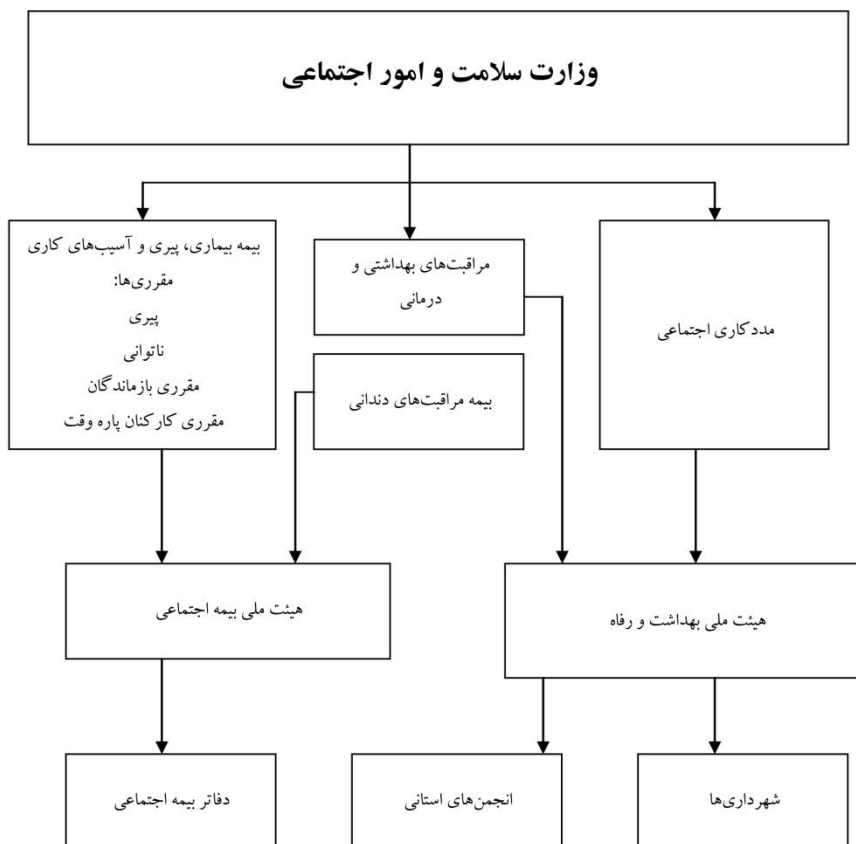 وزارت سلامت و امور اجتماعی
بیمه بیماری، پیری و آسیب‌های کاری
مقرری‌ها:
پیری
ناتوانی
مقرری بازماندگان
مقرری کارکنان پاره وقت
مراقبت‌های بهداشتی و
درمانی
بیمه مراقبت‌های دندانی
مددکاری اجتماعی
هیئت ملی بیمه اجتماعی
هیئت ملی بهداشت و رفاه
دفاتر بیمه اجتماعی
انجمن‌های استانی
شهرداری‌ها